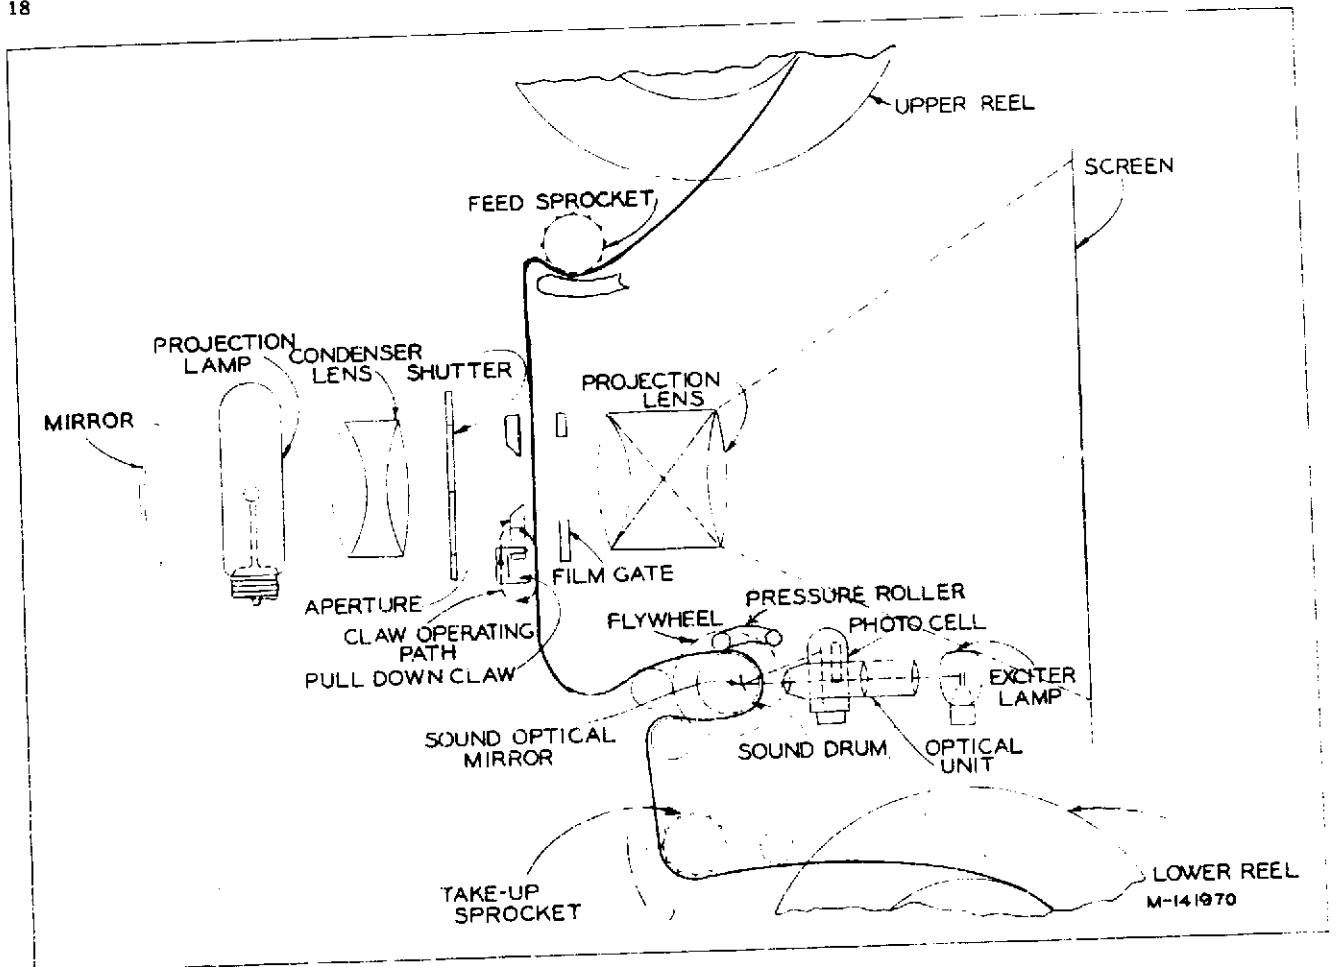 18
UPPER REEL
SCREEN
FEED SPROCKET
PROJECTION
LAMP
CONDENSER
LENS
SHUTTER
PROJECTION
LENS
MIRROR
FILM GATE
APERTURE
CLAW OPERATING
PATH
PULL DOWN CLAW
FLYWHEEL
PRESSURE ROLLER
PHOTO CELL
EXCITER
LAMP
SOUND OPTICAL
MIRROR
SOUND DRUM
OPTICAL
UNIT
TAKE-UP
SPROCKET
LOWER REEL
M-141970